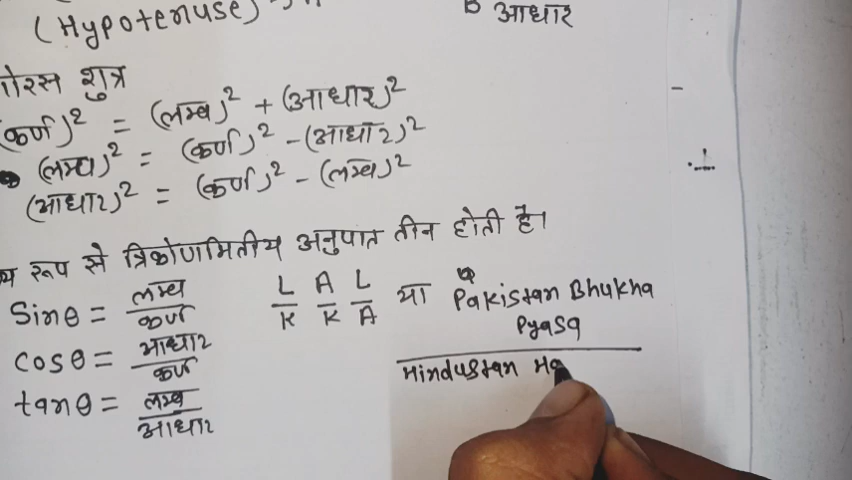 (Hypotenuse)
B आधार
गोरस शुत्र
(कर्ण)² = (लम्ब)² + (आधार)²
(लम्ब)² = (कर्ण)² - (आधार)²
(आधार)² = (कर्ण)² - (लम्ब)²
रूप से त्रिकोणमितीय अनुपात तीन होती है।
Sinθ = लम्ब/कर्ण L/K A/K L/A या Pakistan Bhukha
Pyasa
cosθ = आधार/कर्ण Hindustan Ha
tanθ = लम्ब/आधार